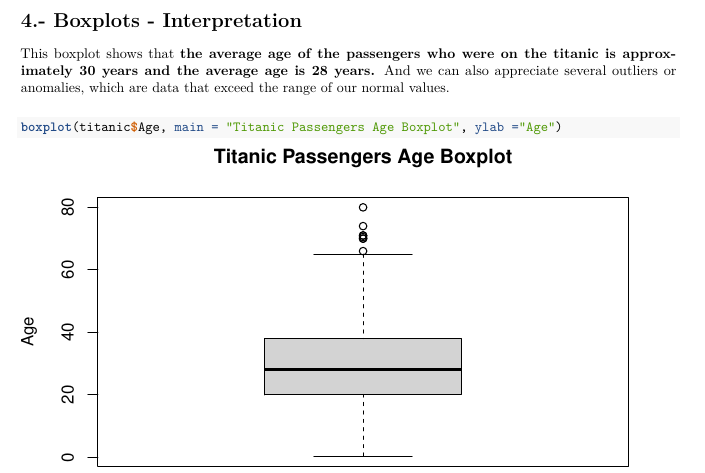 4.- Boxplots - Interpretation
This boxplot shows that the average age of the passengers who were on the titanic is approx-
imately 30 years and the average age is 28 years. And we can also appreciate several outliers or
anomalies, which are data that exceed the range of our normal values.
boxplot(titanic$Age, main = "Titanic Passengers Age Boxplot", ylab ="Age")
Titanic Passengers Age Boxplot
80
60
40
20
0
Age